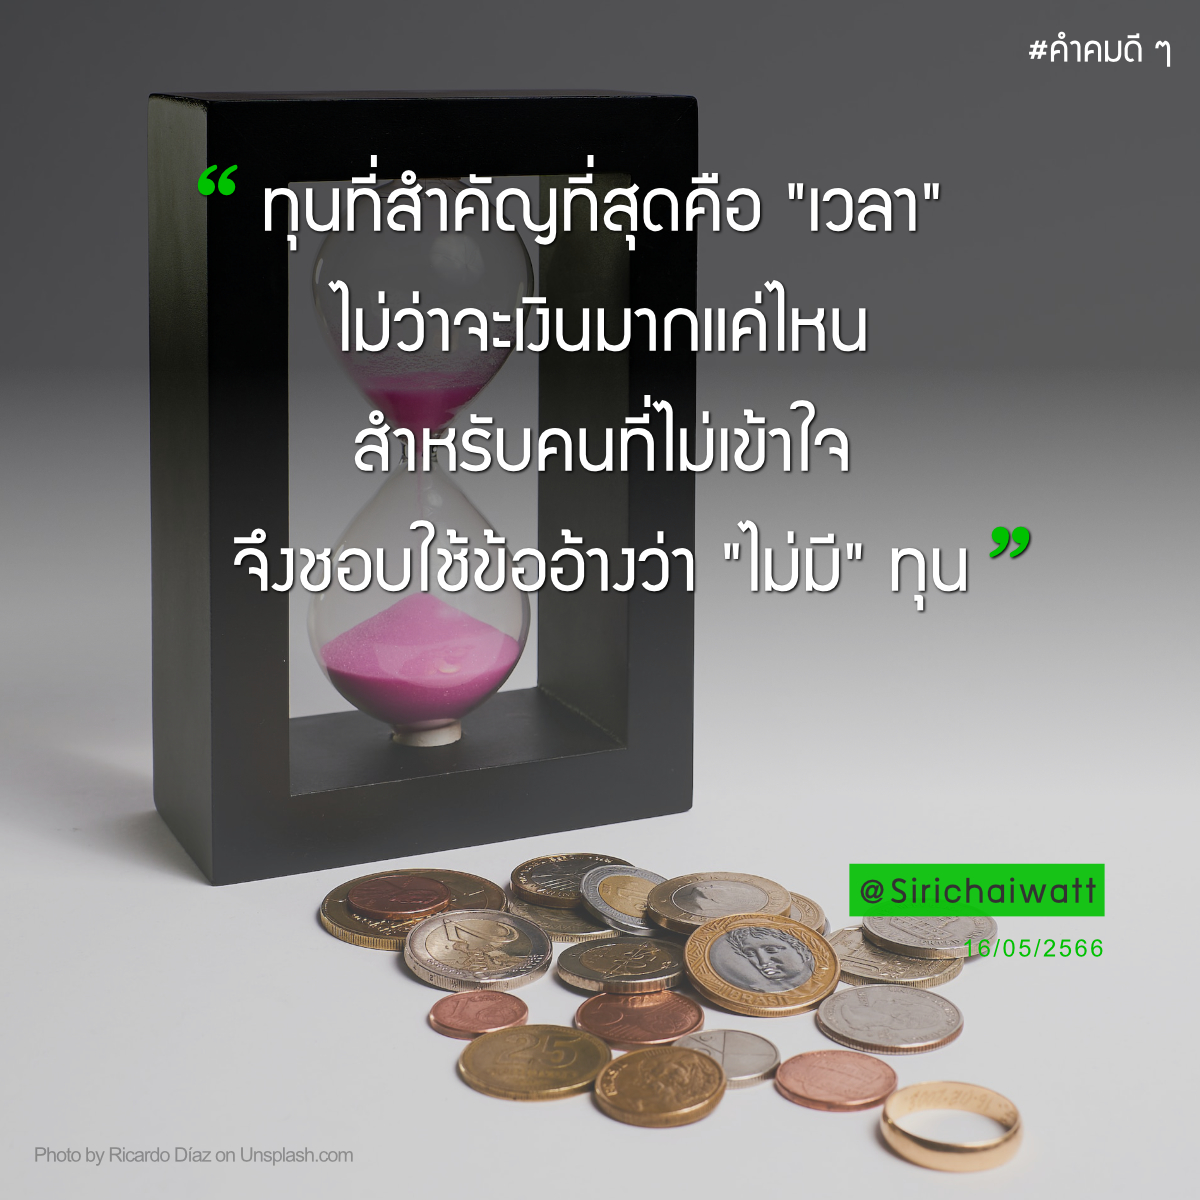 #คำคมดี ๆ
“ ทุนที่สำคัญที่สุดคือ "เวลา"
ไม่ว่าจะเงินมากแค่ไหน
สำหรับคนที่ไม่เข้าใจ
จึงชอบใช้ข้ออ้างว่า "ไม่มี" ทุน ”
@Sirichaiwatt
16/05/2566
BRASIL
25
Photo by Ricardo Díaz on Unsplash.com